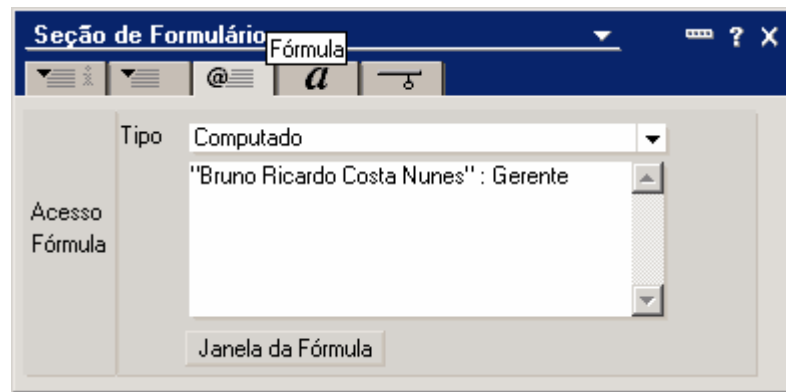 Seção de Formulário
? X
Fórmula
@ a
Tipo Computado
"Bruno Ricardo Costa Nunes" : Gerente
Acesso
Fórmula
Janela da Fórmula